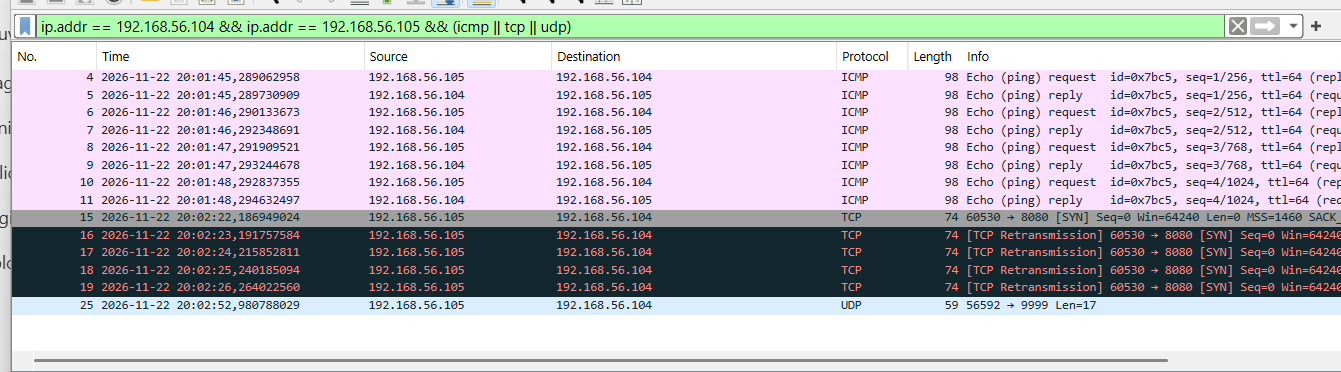 ip.addr == 192.168.56.104 && ip.addr == 192.168.56.105 && (icmp || tcp || udp)
No. Time Source Destination Protocol Length Info
4 2026-11-22 20:01:45,289062958 192.168.56.105 192.168.56.104 ICMP 98 Echo (ping) request id=0x7bc5, seq=1/256, ttl=64 (repl
5 2026-11-22 20:01:45,289730909 192.168.56.104 192.168.56.105 ICMP 98 Echo (ping) reply id=0x7bc5, seq=1/256, ttl=64 (requ
6 2026-11-22 20:01:46,290133673 192.168.56.105 192.168.56.104 ICMP 98 Echo (ping) request id=0x7bc5, seq=2/512, ttl=64 (repl
7 2026-11-22 20:01:46,292348691 192.168.56.104 192.168.56.105 ICMP 98 Echo (ping) reply id=0x7bc5, seq=2/512, ttl=64 (requ
8 2026-11-22 20:01:47,291909521 192.168.56.105 192.168.56.104 ICMP 98 Echo (ping) request id=0x7bc5, seq=3/768, ttl=64 (repl
9 2026-11-22 20:01:47,293244678 192.168.56.104 192.168.56.105 ICMP 98 Echo (ping) reply id=0x7bc5, seq=3/768, ttl=64 (requ
10 2026-11-22 20:01:48,292837355 192.168.56.105 192.168.56.104 ICMP 98 Echo (ping) request id=0x7bc5, seq=4/1024, ttl=64 (rep
11 2026-11-22 20:01:48,294632497 192.168.56.104 192.168.56.105 ICMP 98 Echo (ping) reply id=0x7bc5, seq=4/1024, ttl=64 (req
15 2026-11-22 20:02:22,186949024 192.168.56.105 192.168.56.104 TCP 74 60530 → 8080 [SYN] Seq=0 Win=64240 Len=0 MSS=1460 SACK_
16 2026-11-22 20:02:23,191757584 192.168.56.105 192.168.56.104 TCP 74 [TCP Retransmission] 60530 → 8080 [SYN] Seq=0 Win=64240
17 2026-11-22 20:02:24,215852811 192.168.56.105 192.168.56.104 TCP 74 [TCP Retransmission] 60530 → 8080 [SYN] Seq=0 Win=64240
18 2026-11-22 20:02:25,240185094 192.168.56.105 192.168.56.104 TCP 74 [TCP Retransmission] 60530 → 8080 [SYN] Seq=0 Win=64240
19 2026-11-22 20:02:26,264022560 192.168.56.105 192.168.56.104 TCP 74 [TCP Retransmission] 60530 → 8080 [SYN] Seq=0 Win=64240
25 2026-11-22 20:02:52,980788029 192.168.56.105 192.168.56.104 UDP 59 56592 → 9999 Len=17